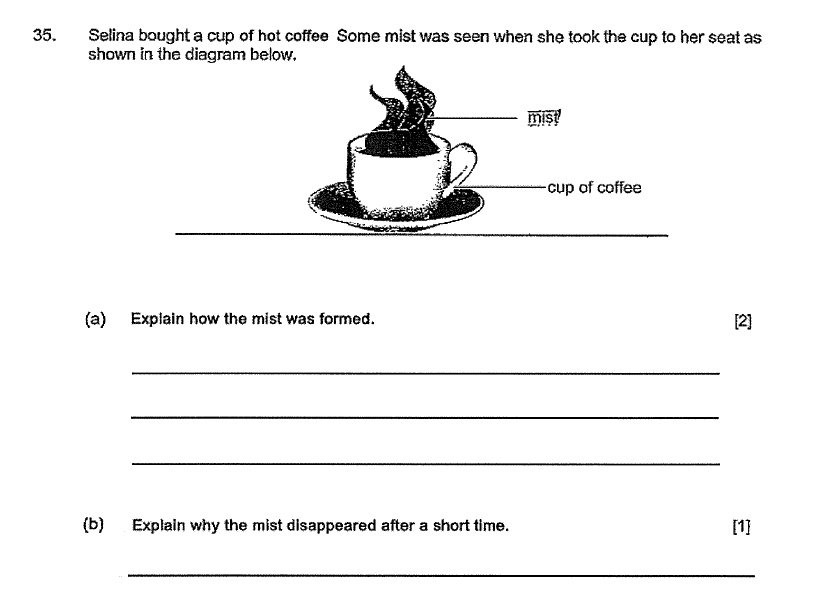 35. Selina bought a cup of hot coffee Some mist was seen when she took the cup to her seat as
shown in the diagram below.
mist
cup of coffee
(a) Explain how the mist was formed. [2]
(b) Explain why the mist disappeared after a short time. [1]